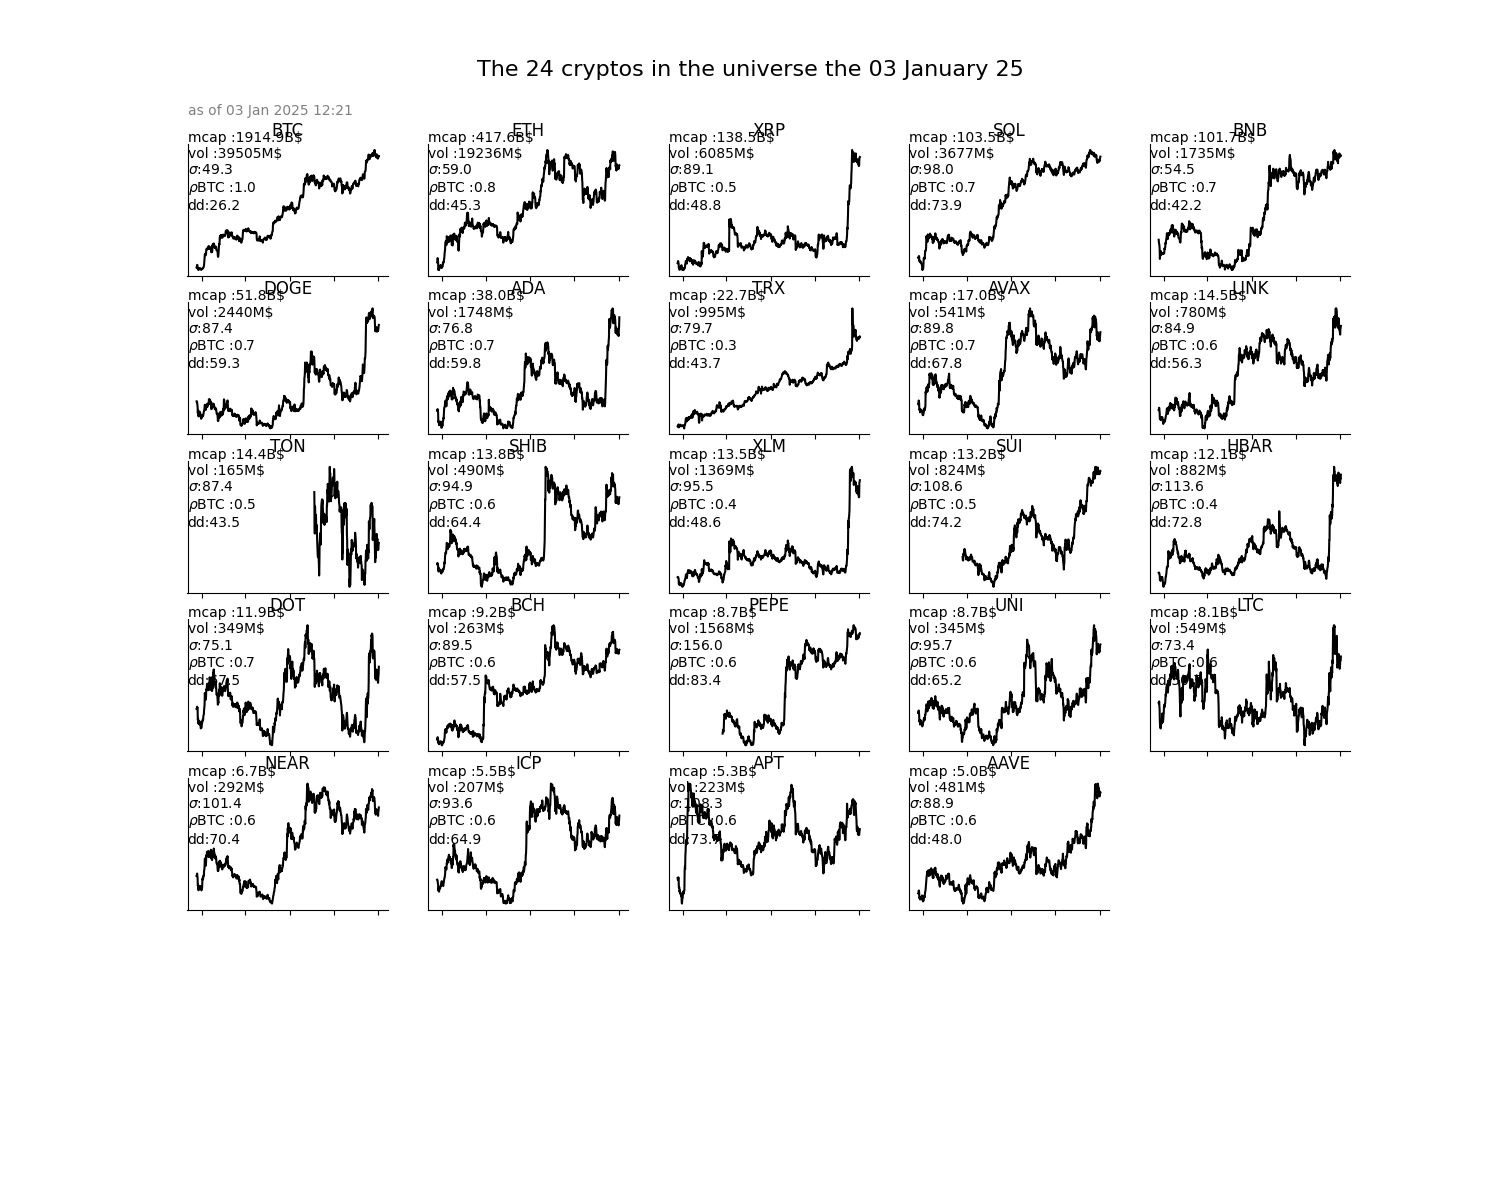 The 24 cryptos in the universe the 03 January 25
as of 03 Jan 2025 12:21
BTC
mcap :1914.9B$
vol :39505M$
σ:49.3
ρBTC :1.0
dd:26.2
ETH
mcap :417.6B$
vol :19236M$
σ:59.0
ρBTC :0.8
dd:45.3
XRP
mcap :138.5B$
vol :6085M$
σ:89.1
ρBTC :0.5
dd:48.8
SOL
mcap :103.5B$
vol :3677M$
σ:98.0
ρBTC :0.7
dd:73.9
BNB
mcap :101.7B$
vol :1735M$
σ:54.5
ρBTC :0.7
dd:42.2
DOGE
mcap :51.8B$
vol :2440M$
σ:87.4
ρBTC :0.7
dd:59.3
ADA
mcap :38.0B$
vol :1748M$
σ:76.8
ρBTC :0.7
dd:59.8
TRX
mcap :22.7B$
vol :995M$
σ:79.7
ρBTC :0.3
dd:43.7
AVAX
mcap :17.0B$
vol :541M$
σ:89.8
ρBTC :0.7
dd:67.8
LINK
mcap :14.5B$
vol :780M$
σ:84.9
ρBTC :0.6
dd:56.3
TON
mcap :14.4B$
vol :165M$
σ:87.4
ρBTC :0.5
dd:43.5
SHIB
mcap :13.8B$
vol :490M$
σ:94.9
ρBTC :0.6
dd:64.4
XLM
mcap :13.5B$
vol :1369M$
σ:95.5
ρBTC :0.4
dd:48.6
SUI
mcap :13.2B$
vol :824M$
σ:108.6
ρBTC :0.5
dd:74.2
HBAR
mcap :12.1B$
vol :882M$
σ:113.6
ρBTC :0.4
dd:72.8
DOT
mcap :11.9B$
vol :349M$
σ:75.1
ρBTC :0.7
BCH
mcap :9.2B$
vol :263M$
σ:89.5
ρBTC :0.6
dd:57.5
PEPE
mcap :8.7B$
vol :1568M$
σ:156.0
ρBTC :0.6
dd:83.4
UNI
mcap :8.7B$
vol :345M$
σ:95.7
ρBTC :0.6
dd:65.2
LTC
mcap :8.1B$
vol :549M$
σ:73.4
ρBTC :0.6
NEAR
mcap :6.7B$
vol :292M$
σ:101.4
ρBTC :0.6
dd:70.4
ICP
mcap :5.5B$
vol :207M$
σ:93.6
ρBTC :0.6
dd:64.9
APT
mcap :5.3B$
vol :223M$
σ:108.3
ρBTC :0.6
AAVE
mcap :5.0B$
vol :481M$
σ:88.9
ρBTC :0.6
dd:48.0